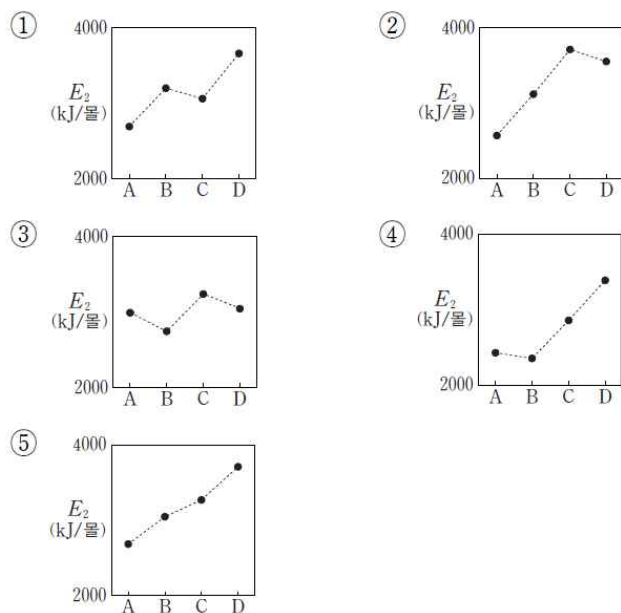 ①
4000
E₂
(kJ/몰)
2000
A B C D
②
4000
E₂
(kJ/몰)
2000
A B C D
③
4000
E₂
(kJ/몰)
2000
A B C D
④
4000
E₂
(kJ/몰)
2000
A B C D
⑤
4000
E₂
(kJ/몰)
2000
A B C D